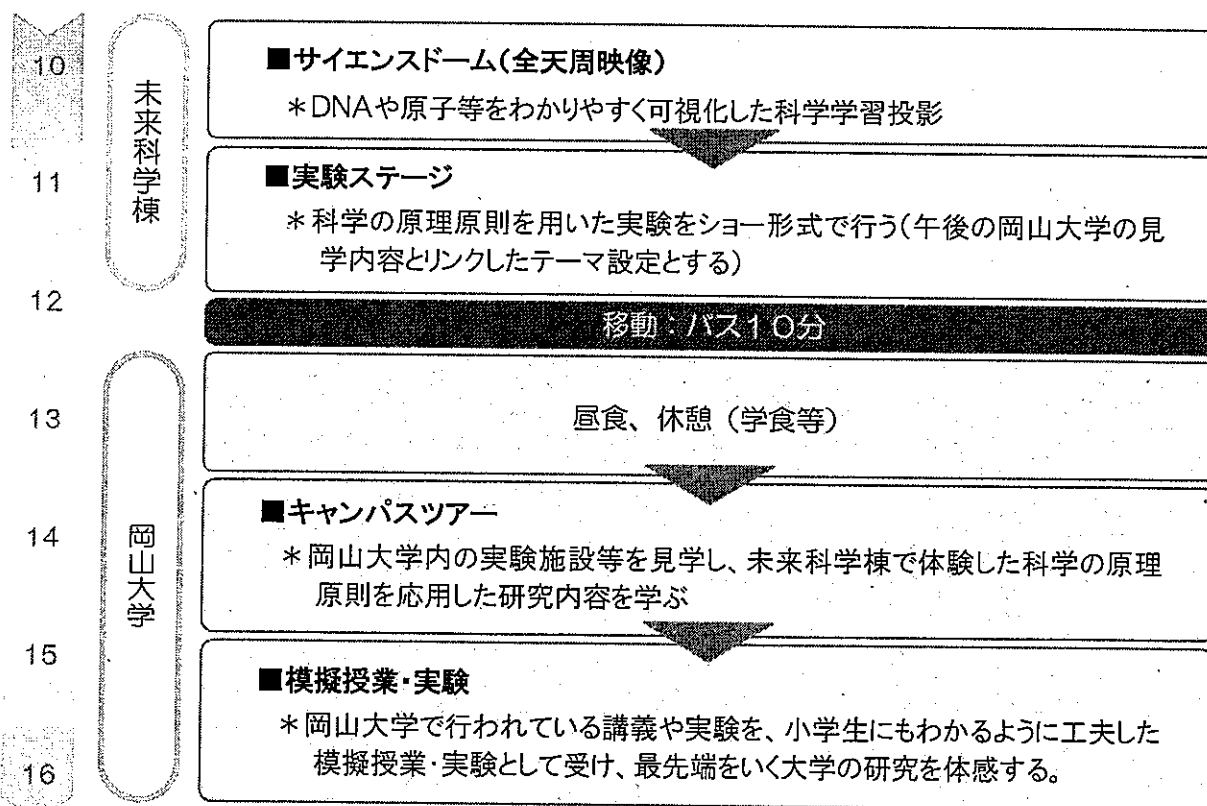 10
未来科学棟
■サイエンスドーム(全天周映像)
＊DNAや原子等をわかりやすく可視化した科学学習投影
11
■実験ステージ
＊科学の原理原則を用いた実験をショー形式で行う(午後の岡山大学の見
学内容とリンクしたテーマ設定とする)
12
移動：バス10分
13
岡山大学
昼食、休憩（学食等）
14
■キャンパスツアー
＊岡山大学内の実験施設等を見学し、未来科学棟で体験した科学の原理
原則を応用した研究内容を学ぶ
15
■模擬授業・実験
＊岡山大学で行われている講義や実験を、小学生にもわかるように工夫した
模擬授業・実験として受け、最先端をいく大学の研究を体感する。
16